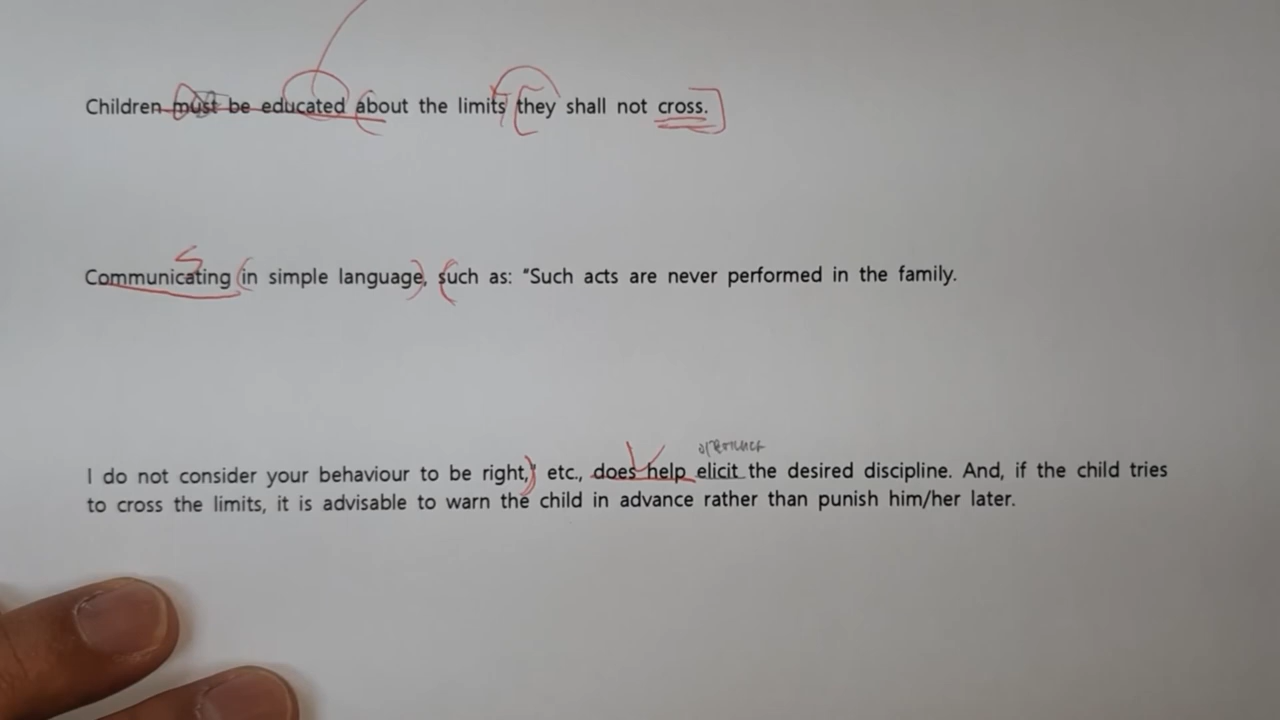 Children must be educated about the limits they shall not cross.
S
Communicating (in simple language), such as: "Such acts are never performed in the family.
V
I do not consider your behaviour to be right," etc., does help elicit the desired discipline. And, if the child tries
to cross the limits, it is advisable to warn the child in advance rather than punish him/her later.